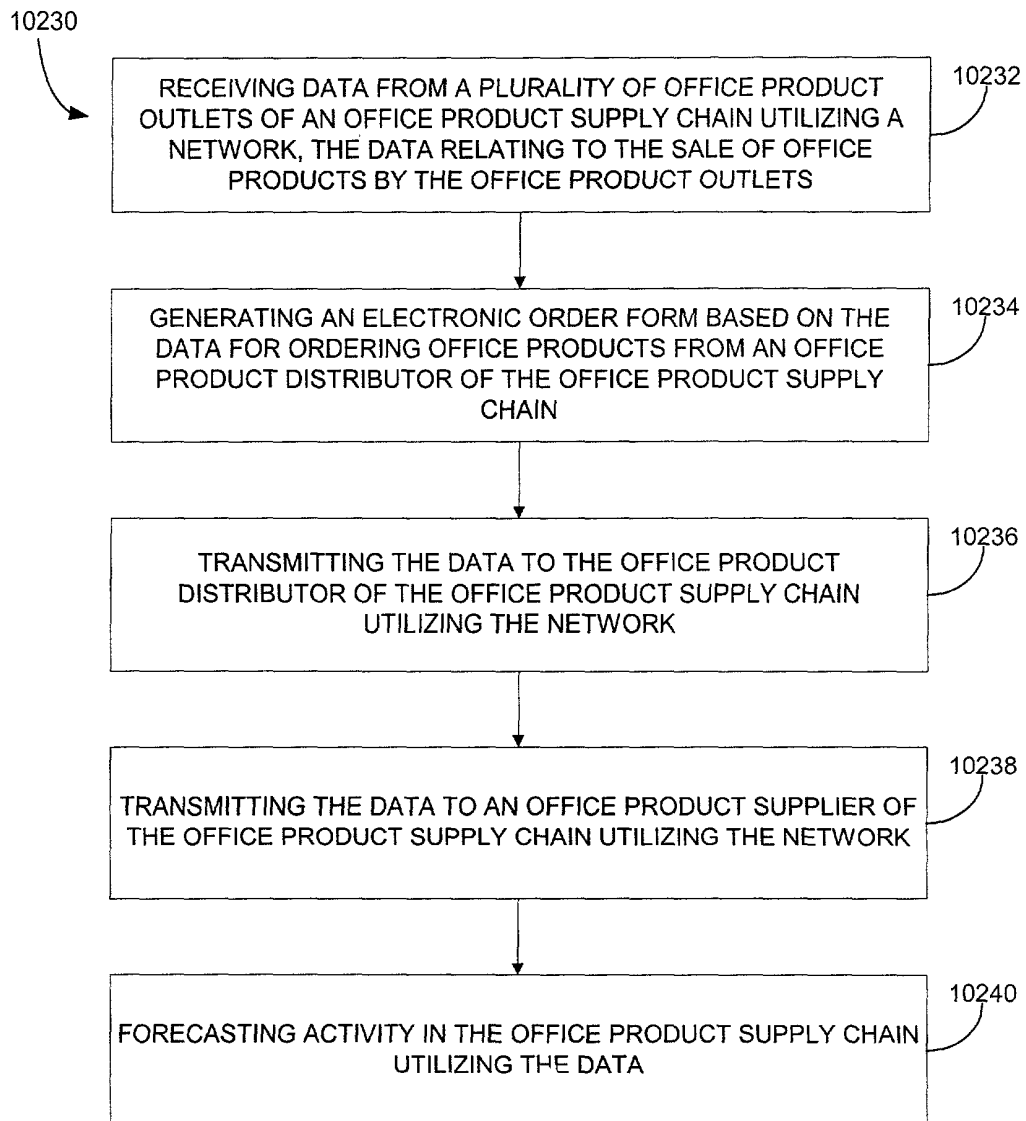 10230
10232
RECEIVING DATA FROM A PLURALITY OF OFFICE PRODUCT
OUTLETS OF AN OFFICE PRODUCT SUPPLY CHAIN UTILIZING A
NETWORK, THE DATA RELATING TO THE SALE OF OFFICE
PRODUCTS BY THE OFFICE PRODUCT OUTLETS
10234
GENERATING AN ELECTRONIC ORDER FORM BASED ON THE
DATA FOR ORDERING OFFICE PRODUCTS FROM AN OFFICE
PRODUCT DISTRIBUTOR OF THE OFFICE PRODUCT SUPPLY
CHAIN
10236
TRANSMITTING THE DATA TO THE OFFICE PRODUCT
DISTRIBUTOR OF THE OFFICE PRODUCT SUPPLY CHAIN
UTILIZING THE NETWORK
10238
TRANSMITTING THE DATA TO AN OFFICE PRODUCT SUPPLIER OF
THE OFFICE PRODUCT SUPPLY CHAIN UTILIZING THE NETWORK
10240
FORECASTING ACTIVITY IN THE OFFICE PRODUCT SUPPLY CHAIN
UTILIZING THE DATA